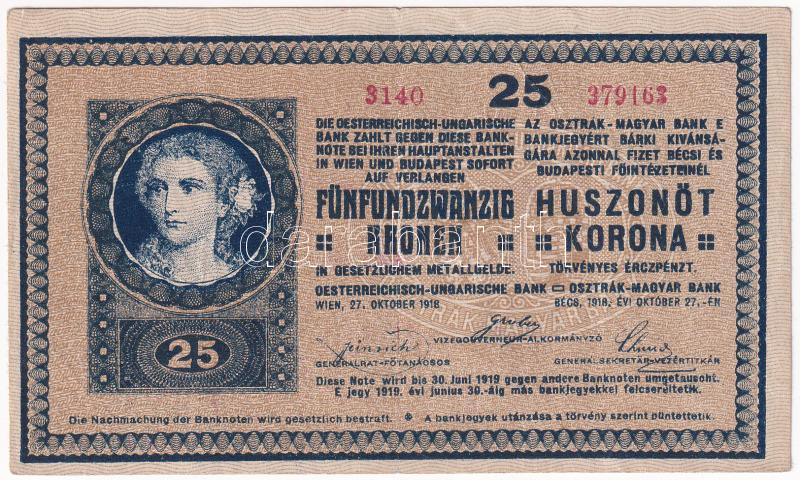 3140 25 379163
DIE OESTERREICHISCH-UNGARISCHE
BANK ZAHLT GEGEN DIESE BANK-
NOTE BEI IHREN HAUPTANSTALTEN
IN WIEN UND BUDAPEST SOFORT
AUF VERLANGEN
FÜNFUNDZWANZIG
KRONEN
IN GESETZLICHEM METALLGELDE.
OESTERREICHISCH-UNGARISCHE BANK
WIEN, 27. OKTOBER 1918
AZ OSZTRÁK-MAGYAR BANK E
BANKJEGYÉRT BÁRKI KIVÁNSÁ-
GÁRA AZONNAL FIZET BÉCSI ÉS
BUDAPESTI FŐINTÉZETEINÉL
HUSZONÖT
KORONA
TÖRVÉNYES ÉRCZPÉNZT.
OSZTRÁK-MAGYAR BANK
BÉCS, 1918. ÉVI OKTOBER 27.-ÉN
Gruber
VIZEGOUVERNEUR-ALKORMÁNYZÓ
GENERALRAT-FŐTANÁCSOS
GENERALSEKRETÄR-VEZÉRTITKÁR
25
Diese Note wird bis 30. Juni 1919 gegen andere Banknoten umgetauscht.
E jegy 1919. évi junius 30.-áig más bankjegyekkel felcseréltetik.
Die Nachmachung der Banknoten wird gesetzlich bestraft. A bankjegyek utánzása a törvény szerint büntettetik.
darabanth